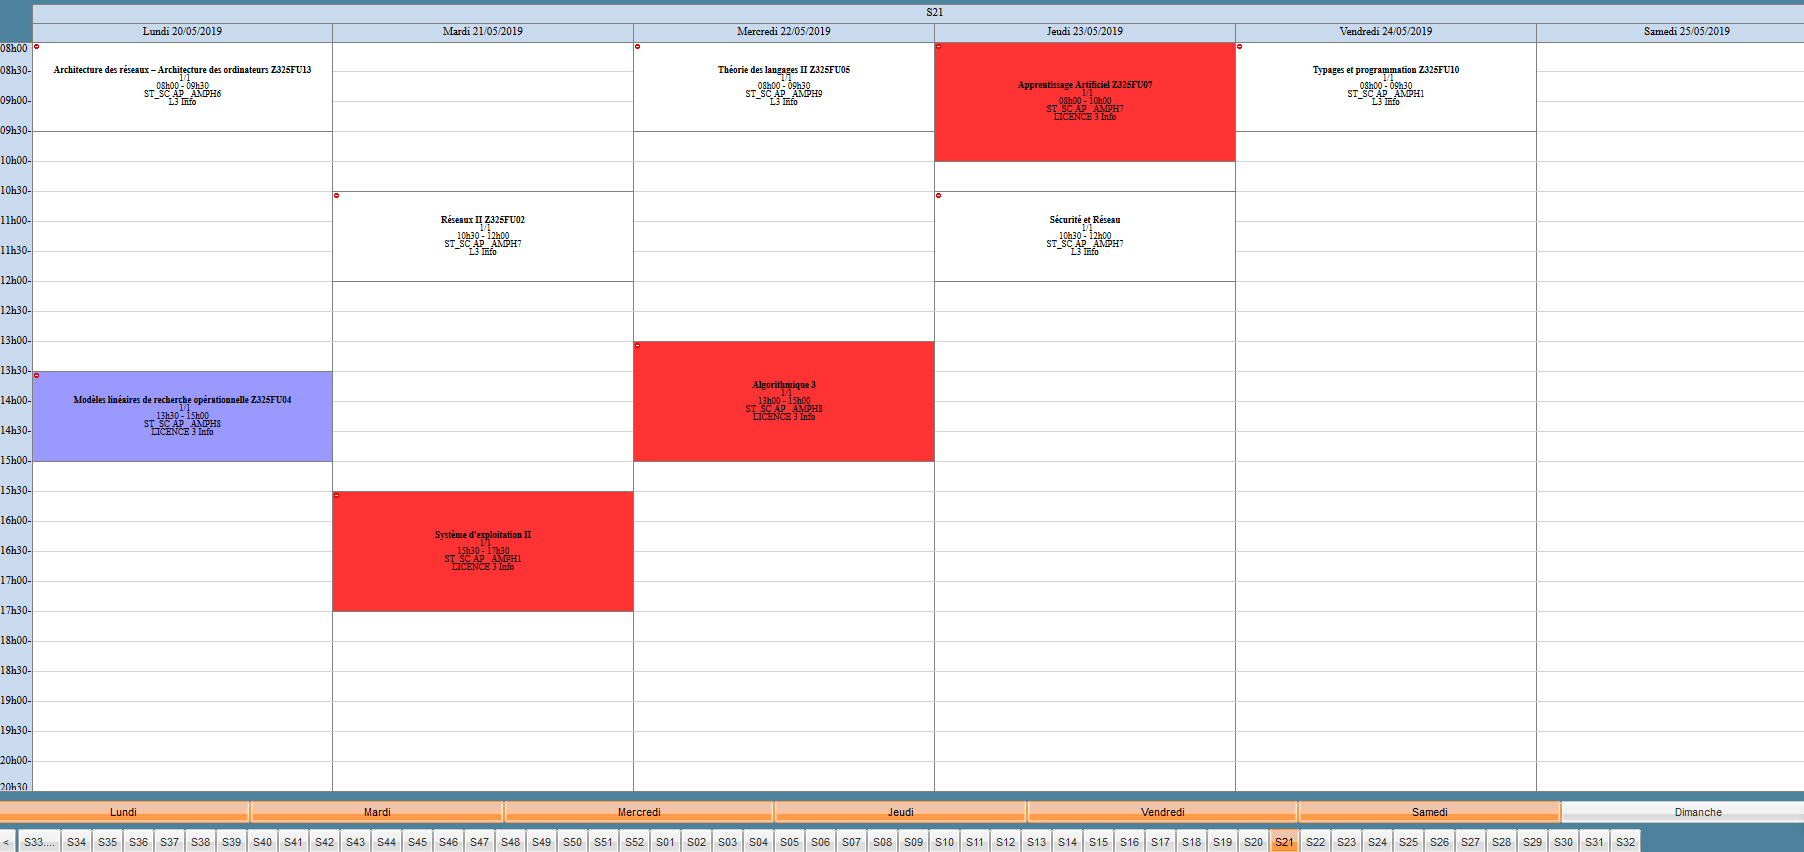 S21
Lundi 20/05/2019
Mardi 21/05/2019
Mercredi 22/05/2019
Jeudi 23/05/2019
Vendredi 24/05/2019
Samedi 25/05/2019
08h00
08h30-
09h00-
09h30-
10h00-
10h30-
11h00-
11h30-
12h00-
12h30-
13h00-
13h30-
14h00-
14h30-
15h00-
15h30-
16h00-
16h30-
17h00-
17h30-
18h00-
18h30-
19h00-
19h30-
20h00-
20h30
Architecture des réseaux – Architecture des ordinateurs Z325FU13
1/1
08h00 - 09h30
ST_SC AP_ AMPH6
L3 Info
Modèles linéaires de recherche opérationnelle Z325FU04
1/1
13h30 - 15h00
ST_SC AP_ AMPH8
LICENCE 3 Info
Réseaux II Z325FU02
1/1
10h30 - 12h00
ST_SC AP_ AMPH7
L3 Info
Système d'exploitation II
1/1
15h30 - 17h30
ST_SC AP_ AMPH1
LICENCE 3 Info
Théorie des langages II Z325FU05
1/1
08h00 - 09h30
ST_SC AP_ AMPH9
L3 Info
Algorithmique 3
1/1
13h00 - 15h00
ST_SC AP_ AMPH8
LICENCE 3 Info
Apprentissage Artificiel Z325FU07
1/1
08h00 - 10h00
ST_SC AP_ AMPH7
LICENCE 3 Info
Sécurité et Réseau
1/1
10h30 - 12h00
ST_SC AP_ AMPH7
L3 Info
Typages et programmation Z325FU10
1/1
08h00 - 09h30
ST_SC AP_ AMPH1
L3 Info
Lundi Mardi Mercredi Jeudi Vendredi Samedi Dimanche
< S33.... S34 S35 S36 S37 S38 S39 S40 S41 S42 S43 S44 S45 S46 S47 S48 S49 S50 S51 S52 S01 S02 S03 S04 S05 S06 S07 S08 S09 S10 S11 S12 S13 S14 S15 S16 S17 S18 S19 S20 S21 S22 S23 S24 S25 S26 S27 S28 S29 S30 S31 S32